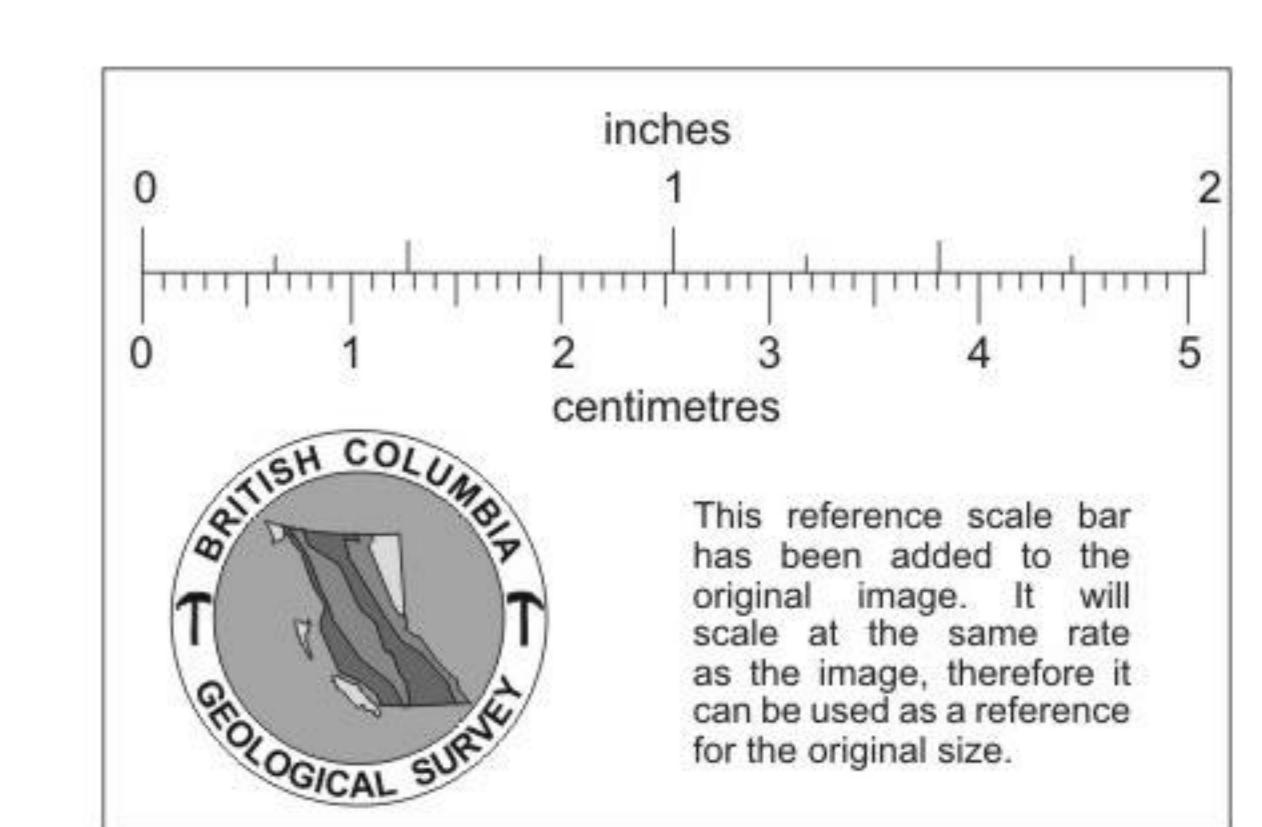 inches
0 1 2
0 1 2 3 4 5
centimetres
BRITISH COLUMBIA
GEOLOGICAL SURVEY
This reference scale bar
has been added to the
original image. It will
scale at the same rate
as the image, therefore it
can be used as a reference
for the original size.